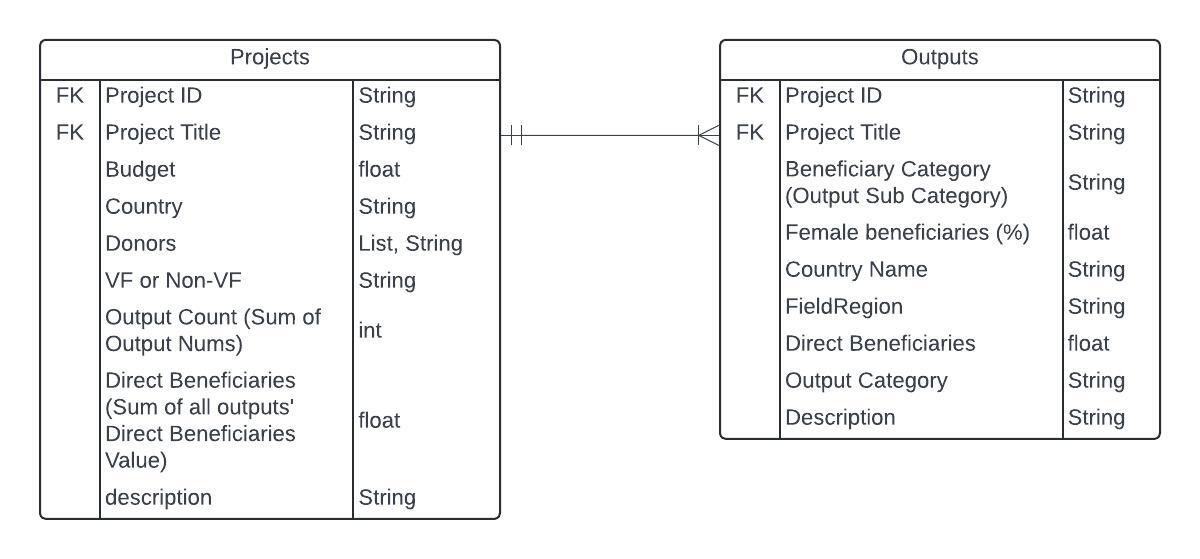 Projects
FK Project ID String
FK Project Title String
Budget float
Country String
Donors List, String
VF or Non-VF String
Output Count (Sum of
Output Nums) int
Direct Beneficiaries
(Sum of all outputs'
Direct Beneficiaries
Value) float
description String
Outputs
FK Project ID String
FK Project Title String
Beneficiary Category
(Output Sub Category) String
Female beneficiaries (%) float
Country Name String
FieldRegion String
Direct Beneficiaries float
Output Category String
Description String